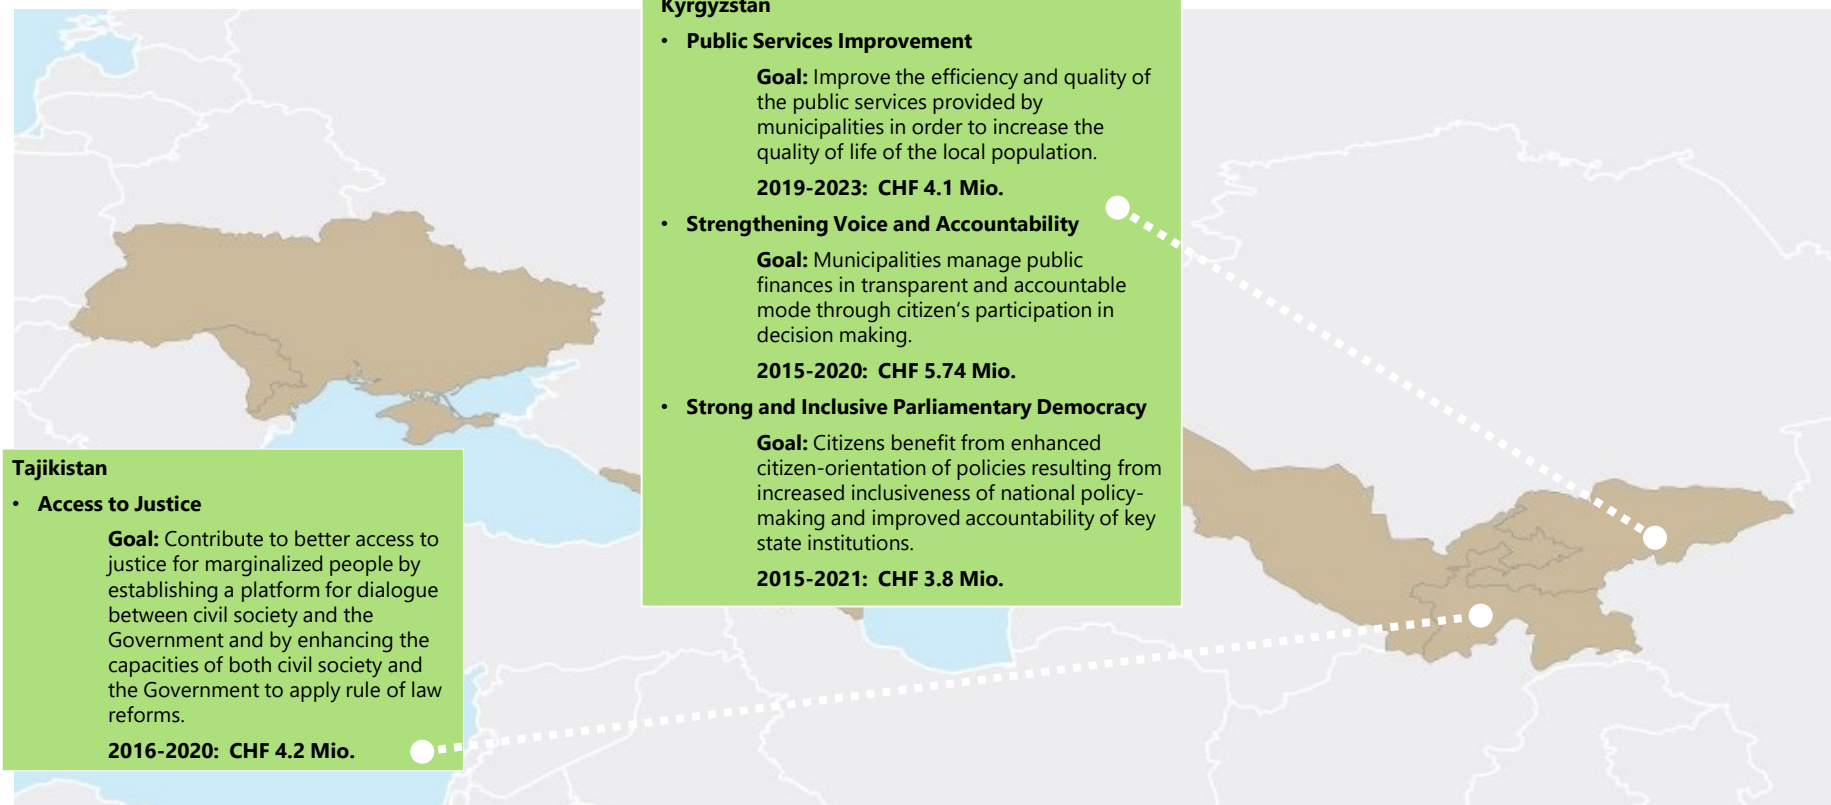 Kyrgyzstan
• Public Services Improvement
Goal: Improve the efficiency and quality of
the public services provided by
municipalities in order to increase the
quality of life of the local population.
2019-2023: CHF 4.1 Mio.
• Strengthening Voice and Accountability
Goal: Municipalities manage public
finances in transparent and accountable
mode through citizen‘s participation in
decision making.
2015-2020: CHF 5.74 Mio.
• Strong and Inclusive Parliamentary Democracy
Goal: Citizens benefit from enhanced
citizen-orientation of policies resulting from
increased inclusiveness of national policy-
making and improved accountability of key
state institutions.
2015-2021: CHF 3.8 Mio.
Tajikistan
• Access to Justice
Goal: Contribute to better access to
justice for marginalized people by
establishing a platform for dialogue
between civil society and the
Government and by enhancing the
capacities of both civil society and
the Government to apply rule of law
reforms.
2016-2020: CHF 4.2 Mio.